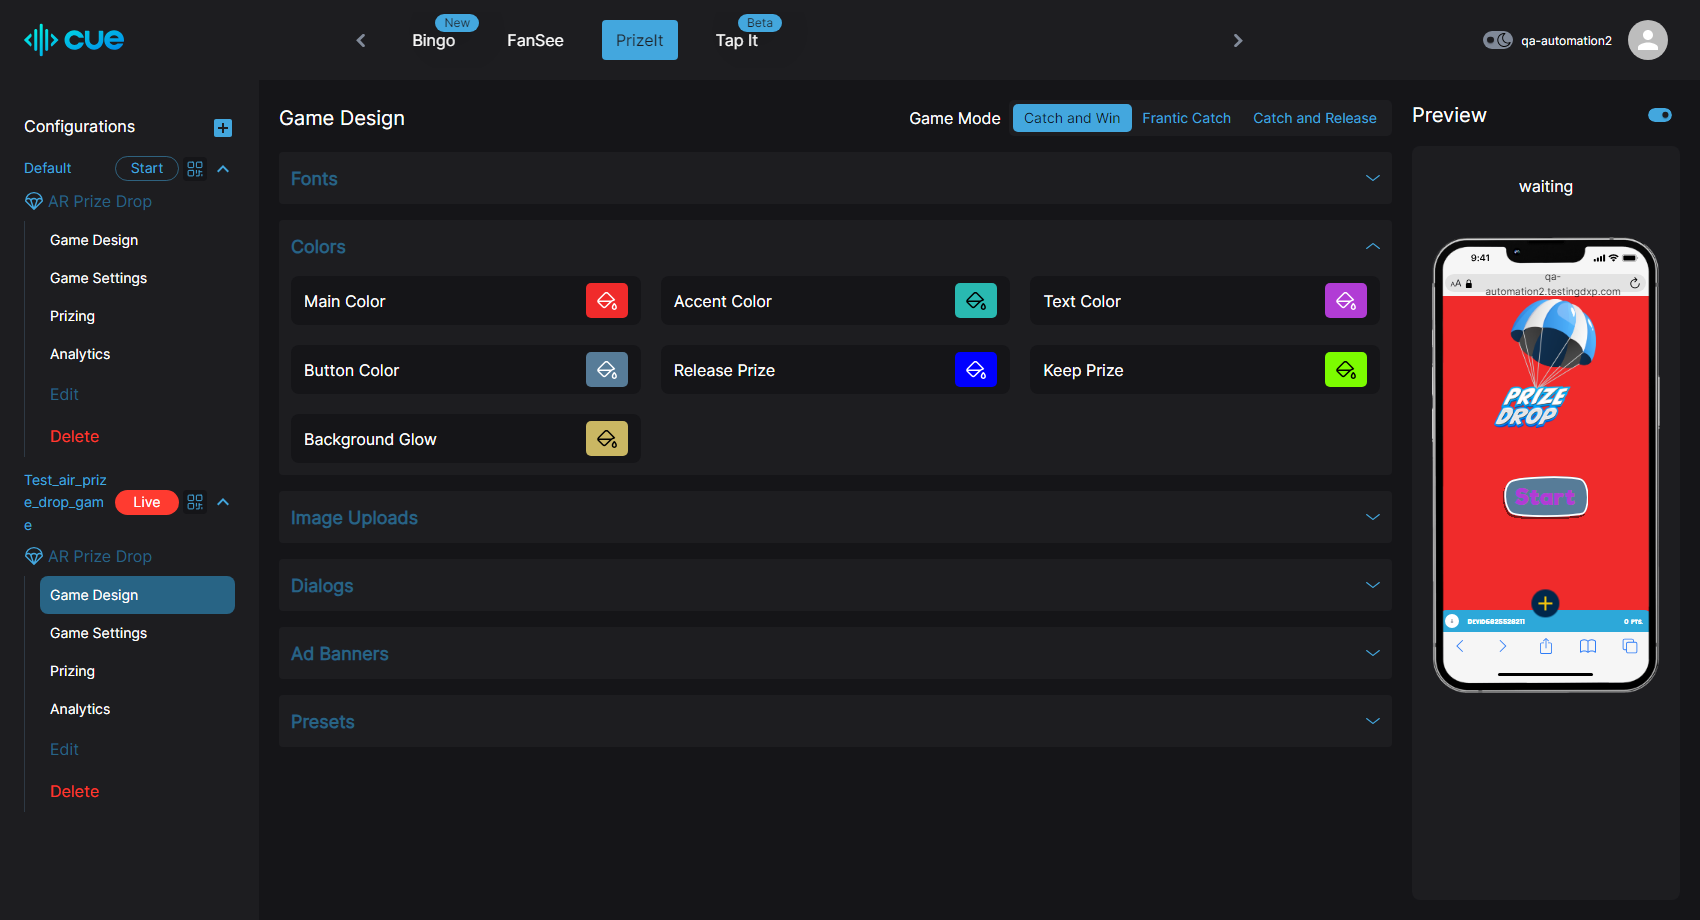 cue
New
Bingo
FanSee
PrizeIt
Beta
Tap It
qa-automation2
Configurations
Default
Start
AR Prize Drop
Game Design
Game Settings
Prizing
Analytics
Edit
Delete
Test_air_priz
e_drop_gam
e
Live
AR Prize Drop
Game Design
Game Settings
Prizing
Analytics
Edit
Delete
Game Design
Game Mode
Catch and Win
Frantic Catch
Catch and Release
Fonts
Colors
Main Color
Accent Color
Text Color
Button Color
Release Prize
Keep Prize
Background Glow
Image Uploads
Dialogs
Ad Banners
Presets
Preview
waiting
9:41
AA
qa-
automation2.testingdxp.com
PRIZE
DROP
Start
0 PTS.